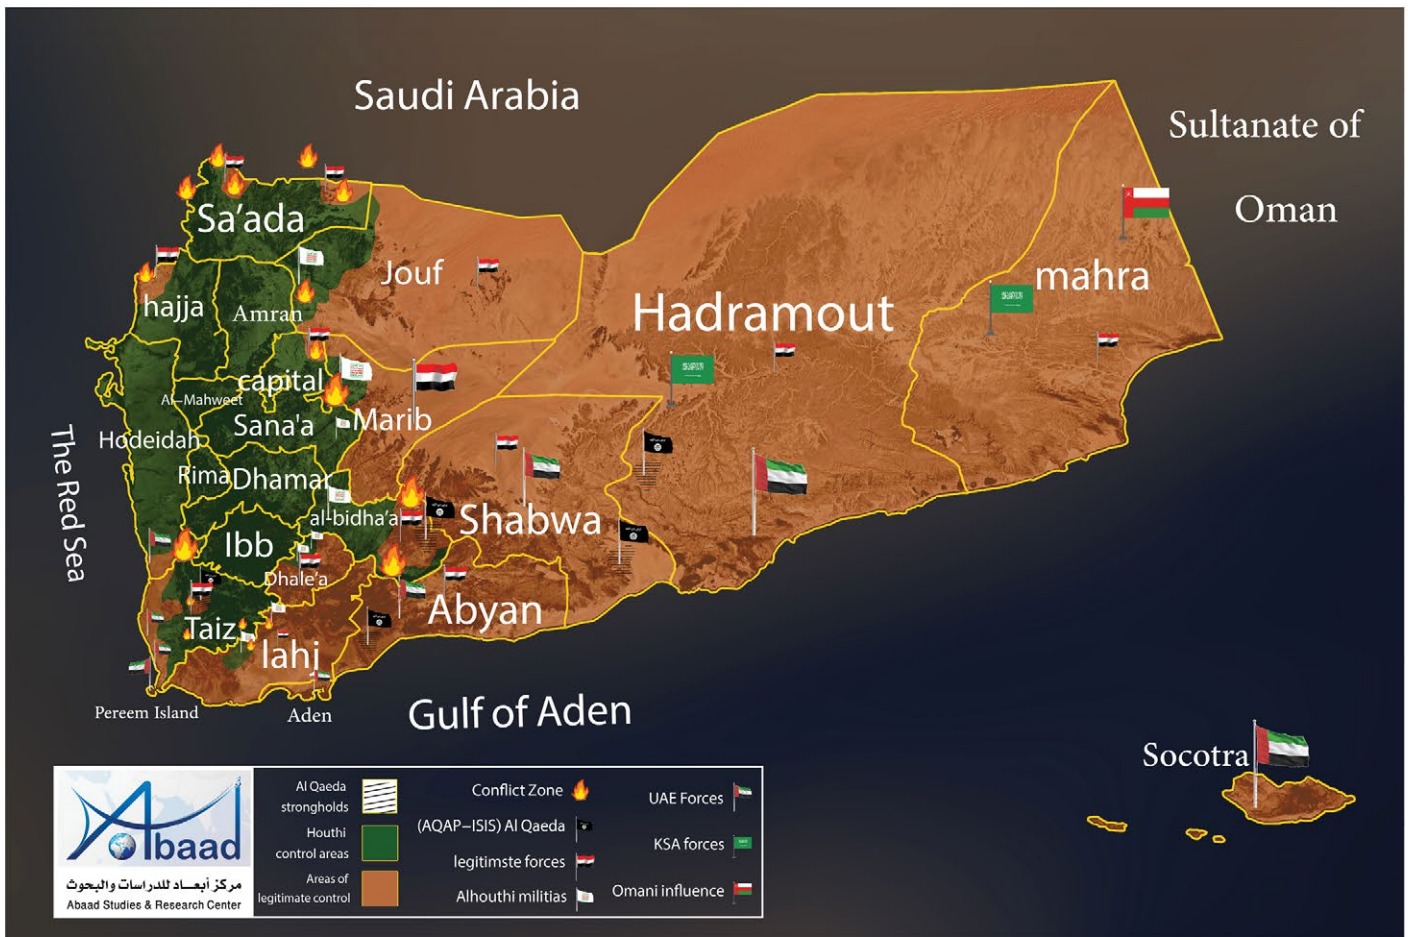 Saudi Arabia
Sultanate of
Oman
Sa'ada
Jouf
mahra
hajja
Amran
Hadramout
capital
Al-Mahweet
Marib
Sana'a
Hodeidah
The Red Sea
Rima
Dhamar
al-bidha'a
Shabwa
Ibb
Dhale'a
Abyan
Taiz
lahj
Pereem Island
Aden
Gulf of Aden
Socotra
Abaad
مركز أبعاد للدراسات والبحوث
Abaad Studies & Research Center
Al Qaeda
strongholds
Houthi
control areas
Areas of
legitimate control
Conflict Zone
(AQAP-ISIS) Al Qaeda
legitimste forces
Alhouthi militias
UAE Forces
KSA forces
Omani influence